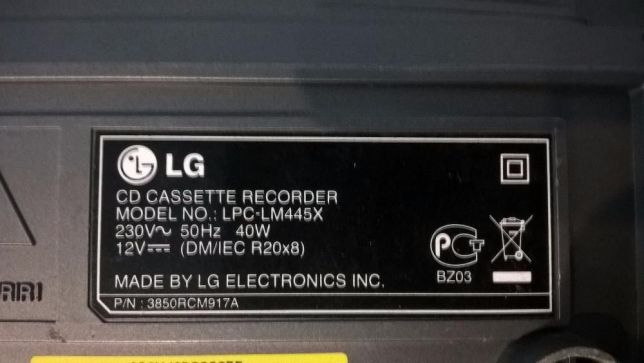 LG
CD CASSETTE RECORDER
MODEL NO.: LPC-LM445X
230V~ 50Hz 40W
12V⎓ (DM/IEC R20x8)
BZ03
MADE BY LG ELECTRONICS INC.
P/N : 3850RCM917A